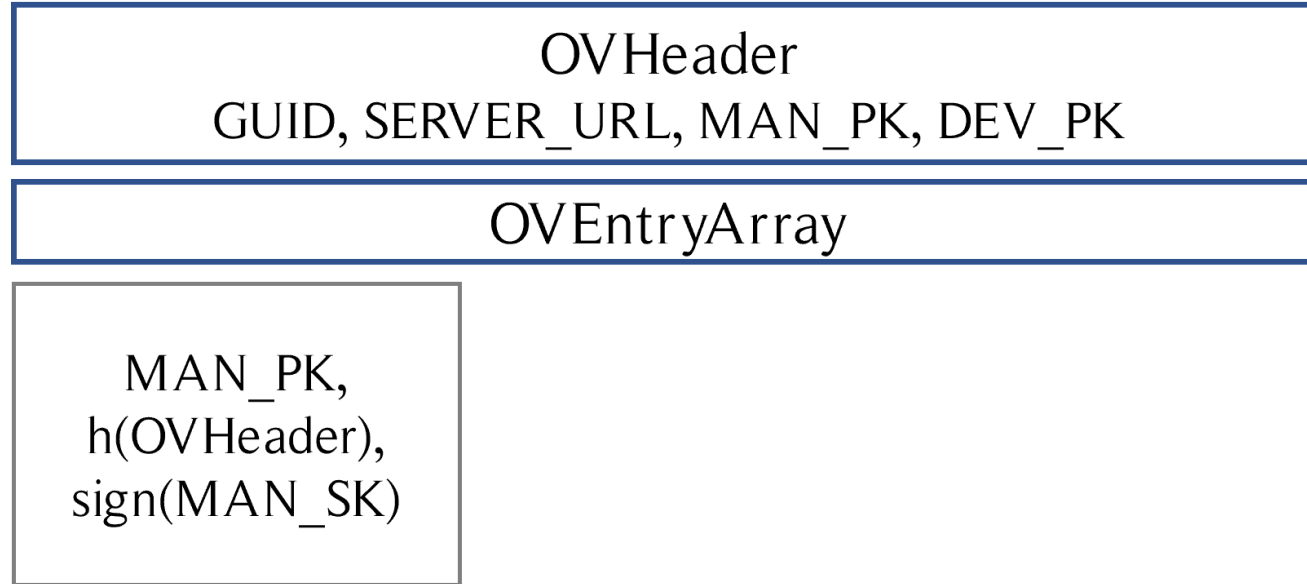 OVHeader
GUID, SERVER_URL, MAN_PK, DEV_PK
OVEntryArray
MAN_PK,
h(OVHeader),
sign(MAN_SK)